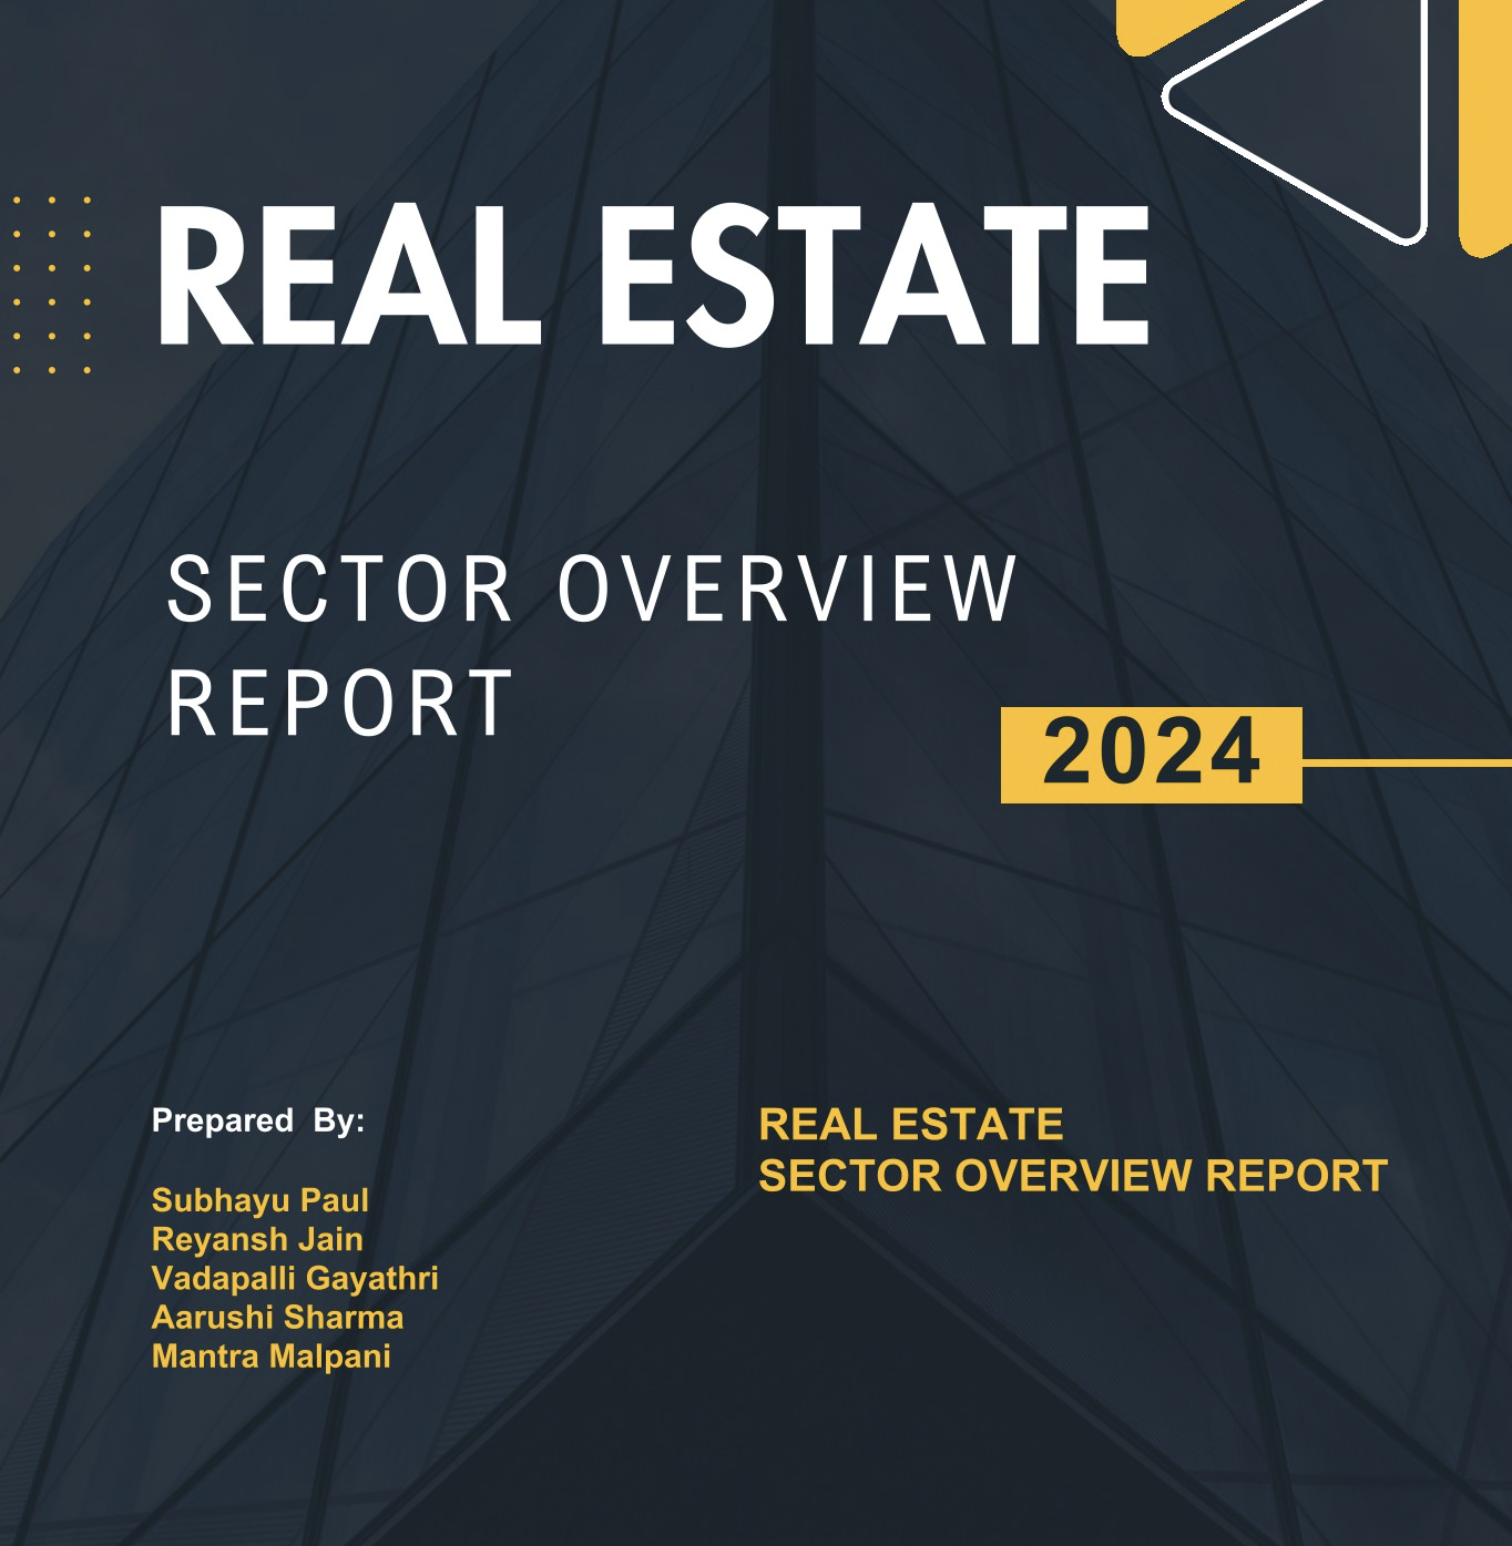 REAL ESTATE
SECTOR OVERVIEW
REPORT
2024
Prepared By:
Subhayu Paul
Reyansh Jain
Vadapalli Gayathri
Aarushi Sharma
Mantra Malpani
REAL ESTATE
SECTOR OVERVIEW REPORT